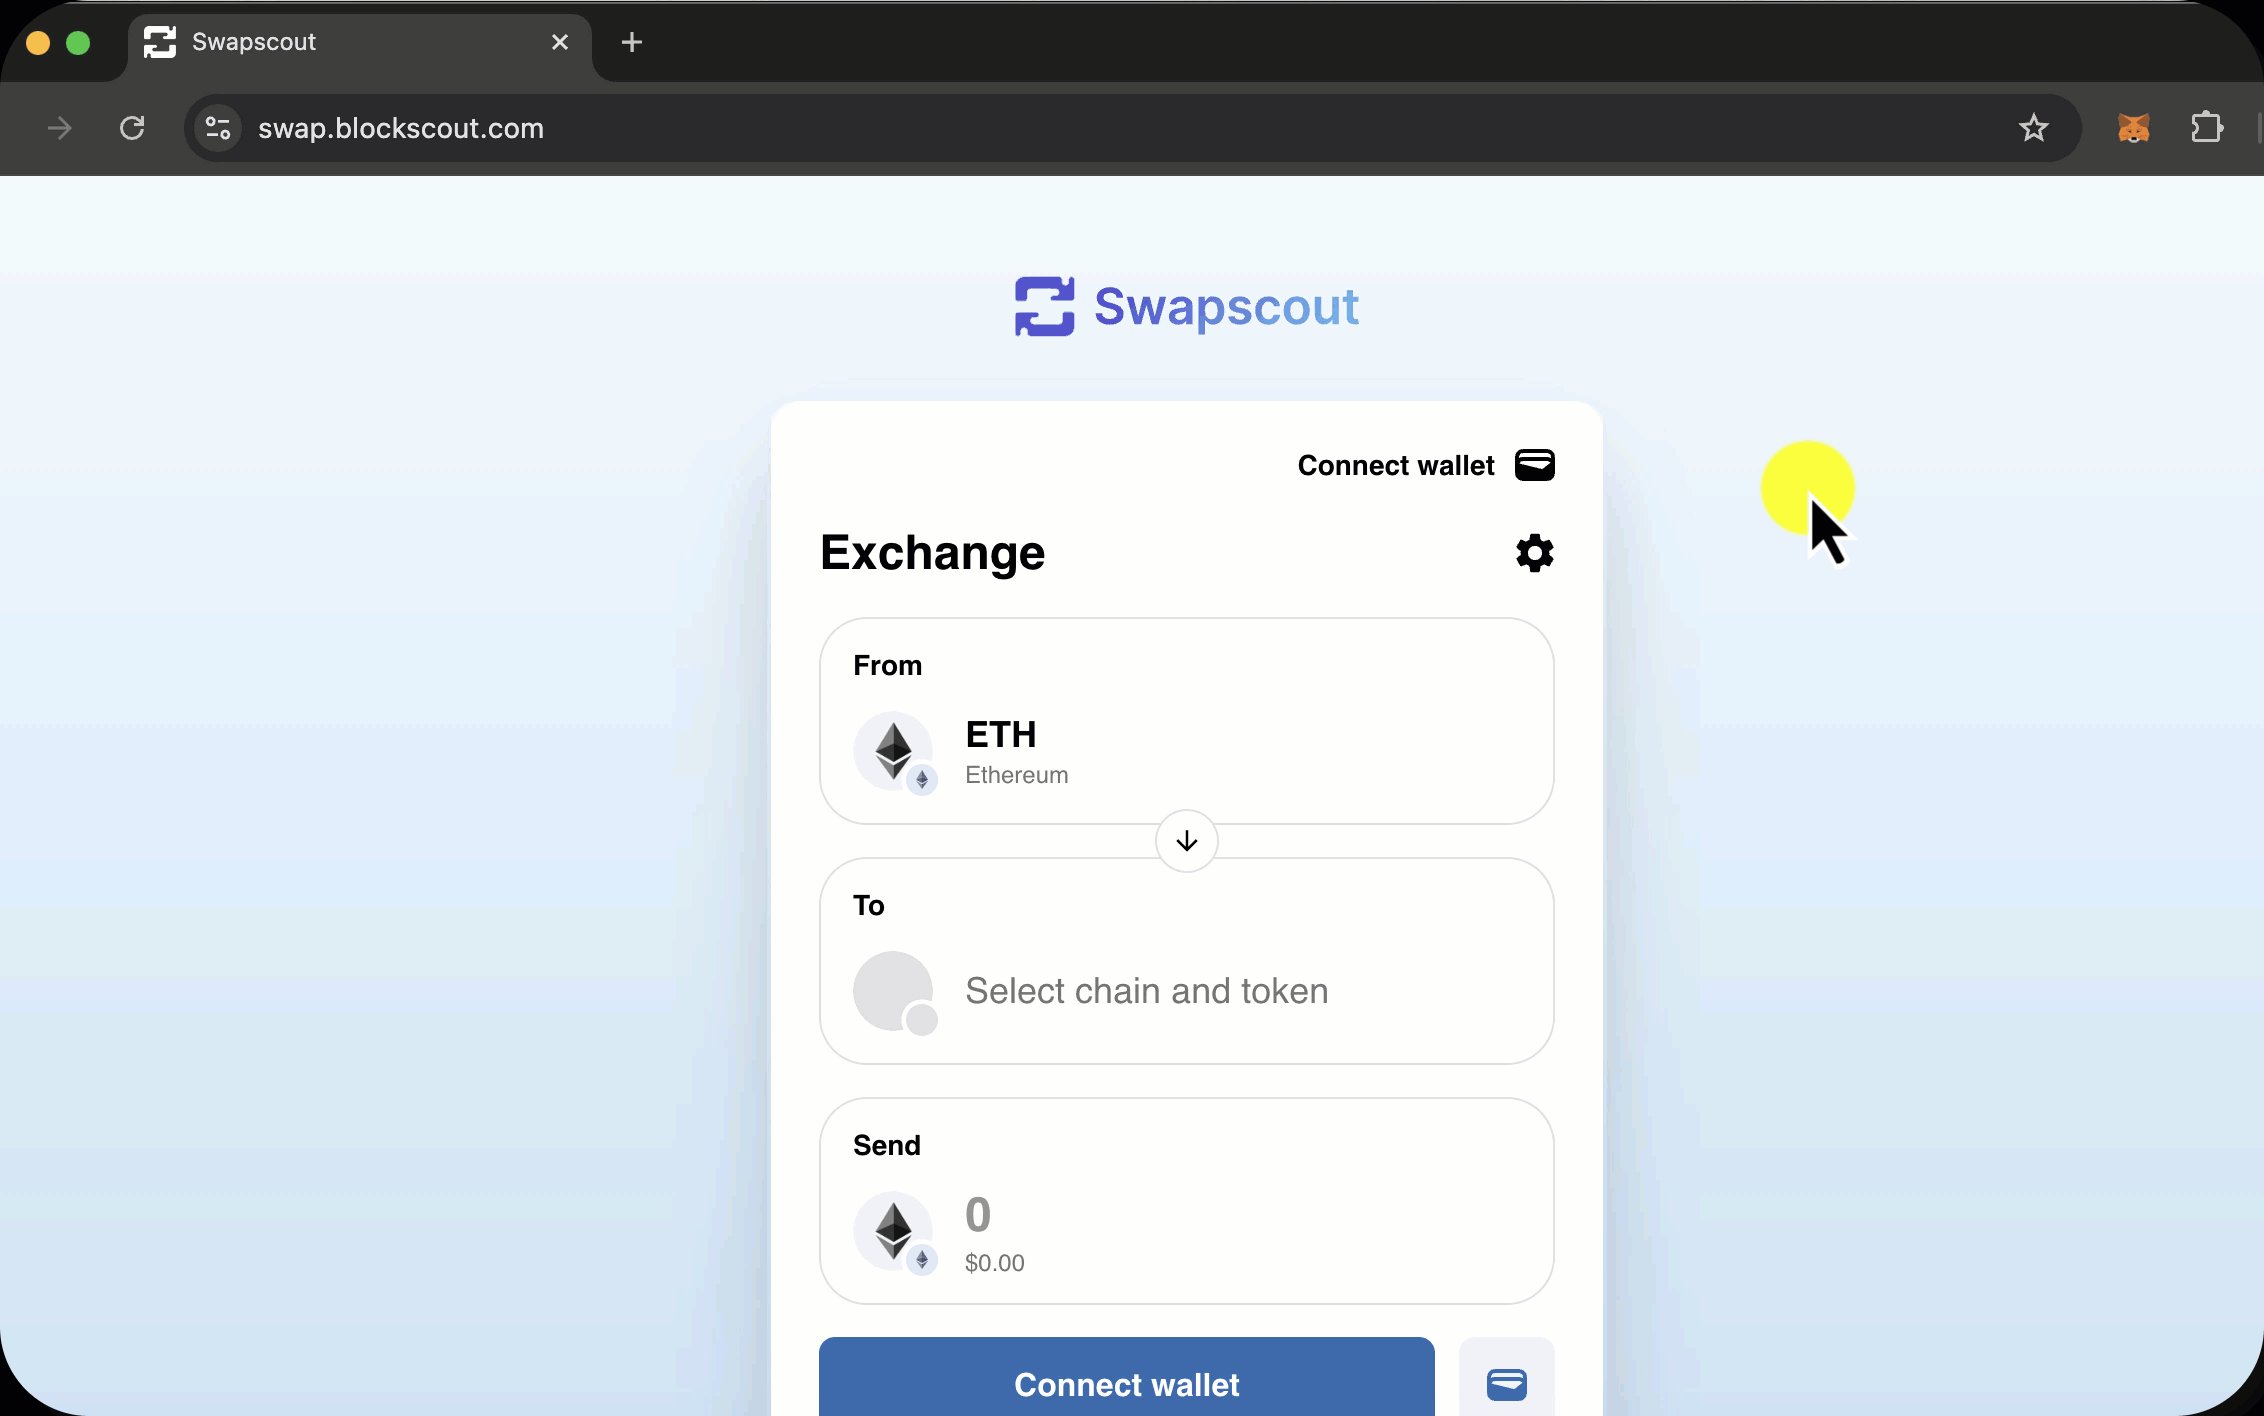 Swapscout
swap.blockscout.com
Swapscout
Connect wallet
Exchange
From
ETH
Ethereum
To
Select chain and token
Send
0
$0.00
Connect wallet